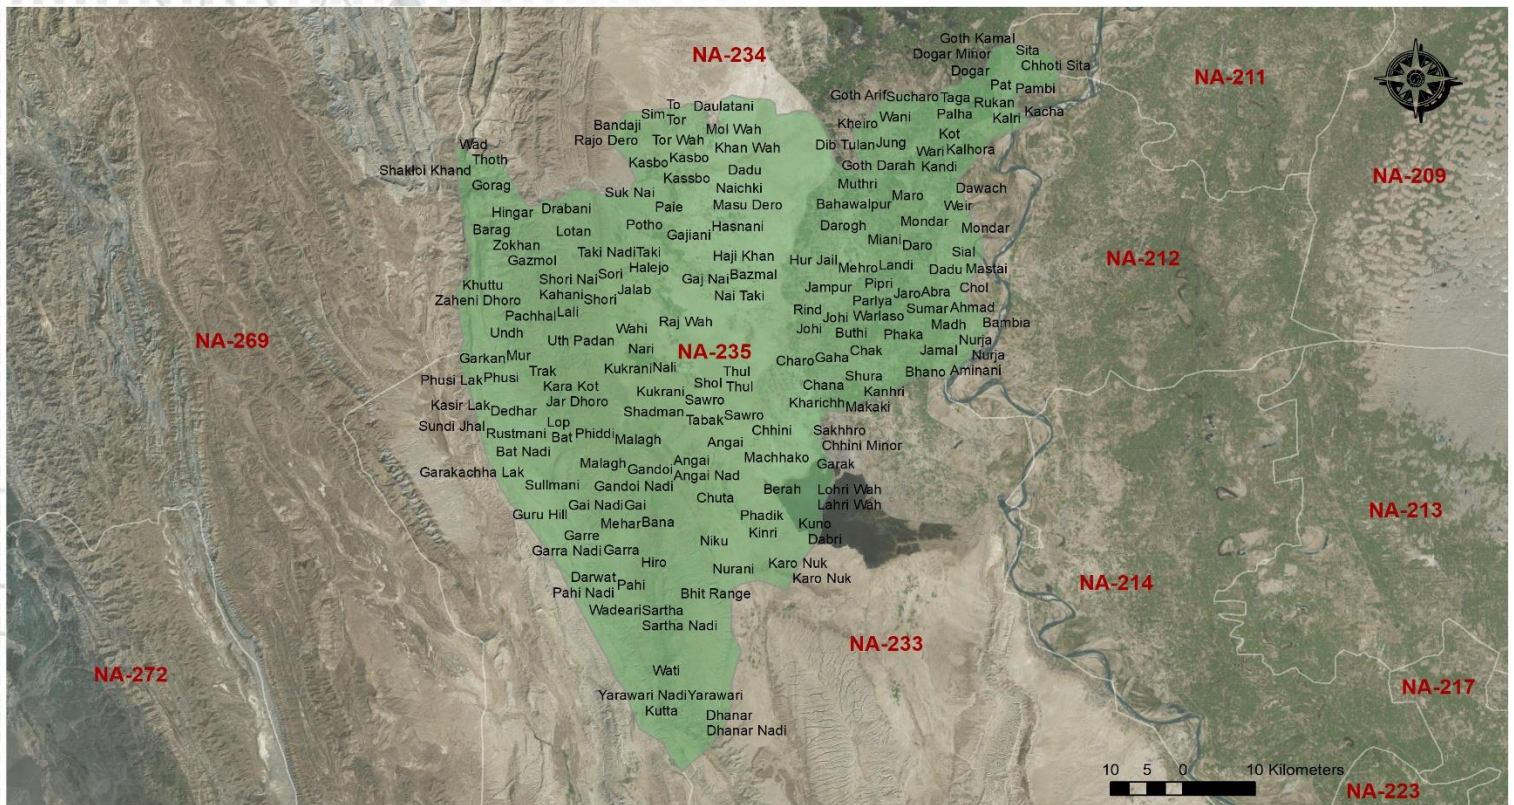 Goth Kamal
NA-234
Dogar Minor
Sita
Chhoti Sita
Dogar
NA-211
Pat
Pambi
Goth Arif
Sucharo
Taga
Rukan
To
Daulatani
Kacha
Sim
Tor
Wani
Palha
Kalri
Bandaji
Kheiro
Mol Wah
Kot
Rajo Dero
Tor Wah
Wad
Dib Tulan
Jung
Khan Wah
Wari
Kalhora
Thoth
Kasbo
Kasbo
Goth Darah
Kandi
Shakloi Khand
Dadu
NA-209
Kassbo
Gorag
Muthri
Naichki
Dawach
Suk Nai
Maro
Bahawalpur
Masu Dero
Weir
Paie
Drabani
Hingar
Mondar
Potho
Hasnani
Darogh
Mondar
Barag
Lotan
Gajiani
Miani
Daro
Zokhan
Taki Nadi
Taki
Sial
Haji Khan
NA-212
Gazmol
Hur Jail
Landi
Halejo
Mehro
Dadu
Mastai
Sori
Bazmal
Shori Nai
Gaj Nai
Khuttu
Pipri
Jampur
Chol
Jalab
Jaro
Abra
Kahani
Nai Taki
Zaheni Dhoro
Shori
Parlya
Rind
Sumar
Ahmad
Lali
Pachhal
Johi
Warlaso
Raj Wah
Bambia
Madh
Wahi
Johi
Undh
Buthi
Phaka
NA-269
Uth Padan
Nurja
Nari
NA-235
Chak
Jamal
Mur
Nurja
Garkan
Gaha
Charo
Kukrani
Nali
Trak
Thul
Bhano
Aminani
Phusi Lak
Phusi
Shura
Shol
Thul
Kara Kot
Chana
Kukrani
Kanhri
Sawro
Jar Dhoro
Kharichh
Kasir Lak
Makaki
Dedhar
Shadman
Sawro
Tabak
Lop
Sundi Jhal
Chhini
Sakhhro
Rustmani
Bat
Phiddi
Malagh
Angai
Chhini Minor
Bat Nadi
Machhako
Malagh
Angai
Garak
Gandoi
Garakachha Lak
Angai Nad
Sullmani
Gandoi Nadi
Berah
Lohri Wah
Chuta
Gai Nadi
Gai
Lahri Wah
NA-213
Guru Hill
Phadik
Mehar
Bana
Kuno
Kinri
Garre
Niku
Dabri
Garra Nadi
Garra
Hiro
Karo Nuk
Nurani
Darwat
Karo Nuk
NA-214
Pahi
Pahi Nadi
Bhit Range
Wadeari
Sartha
Sartha Nadi
NA-233
Wati
NA-272
NA-217
Yarawari Nadi
Yarawari
Kutta
Dhanar
Dhanar Nadi
10 5 0 10 Kilometers
NA-223